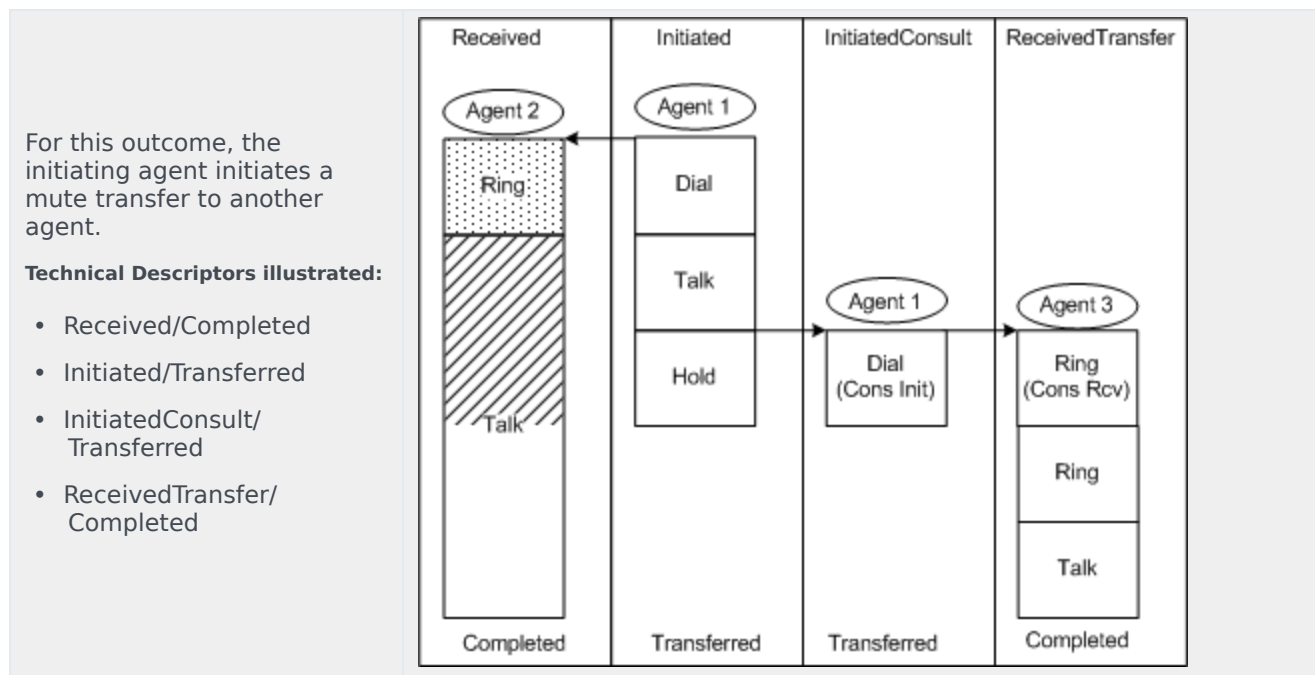 For this outcome, the
initiating agent initiates a
mute transfer to another
agent.
Technical Descriptors illustrated:
• Received/Completed
• Initiated/Transferred
• InitiatedConsult/
Transferred
• ReceivedTransfer/
Completed
Received
Agent 2
Ring
Talk
Completed
Initiated
Agent 1
Dial
Talk
Hold
Transferred
InitiatedConsult
Agent 1
Dial
(Cons Init)
Transferred
ReceivedTransfer
Agent 3
Ring
(Cons Rcv)
Ring
Talk
Completed